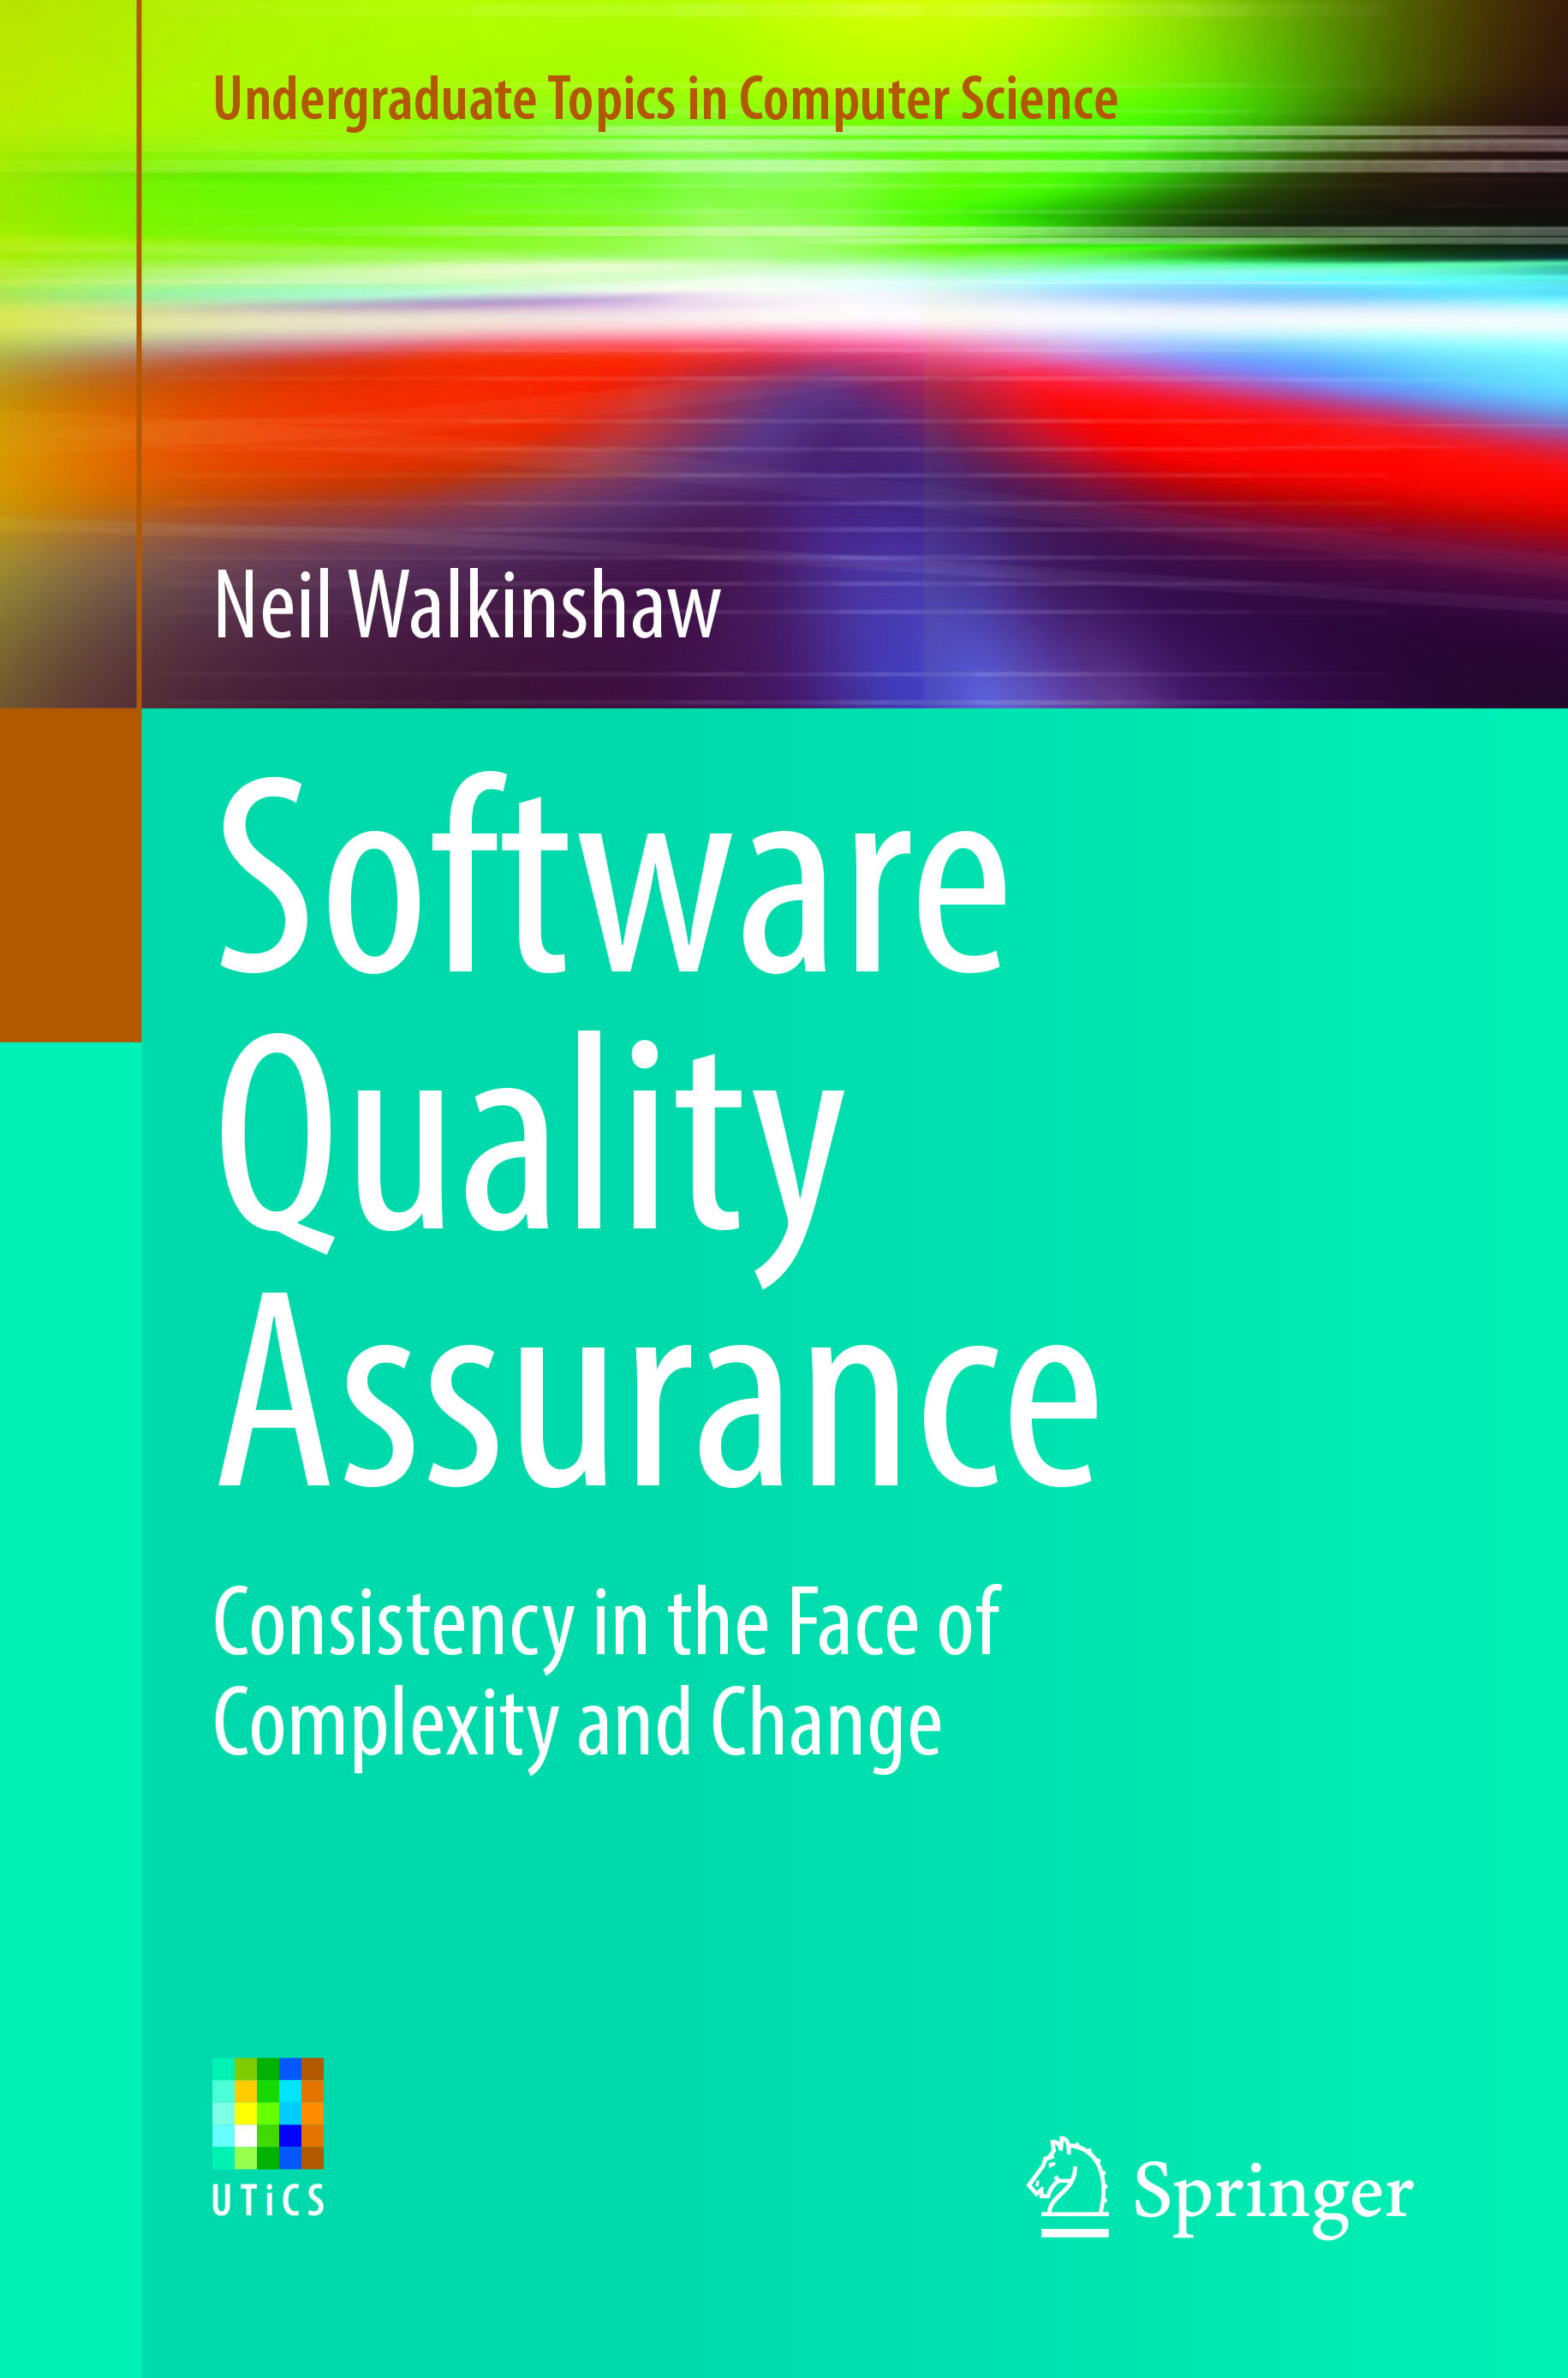 Undergraduate Topics in Computer Science
Neil Walkinshaw
Software
Quality
Assurance
Consistency in the Face of
Complexity and Change
UTiCS
Springer